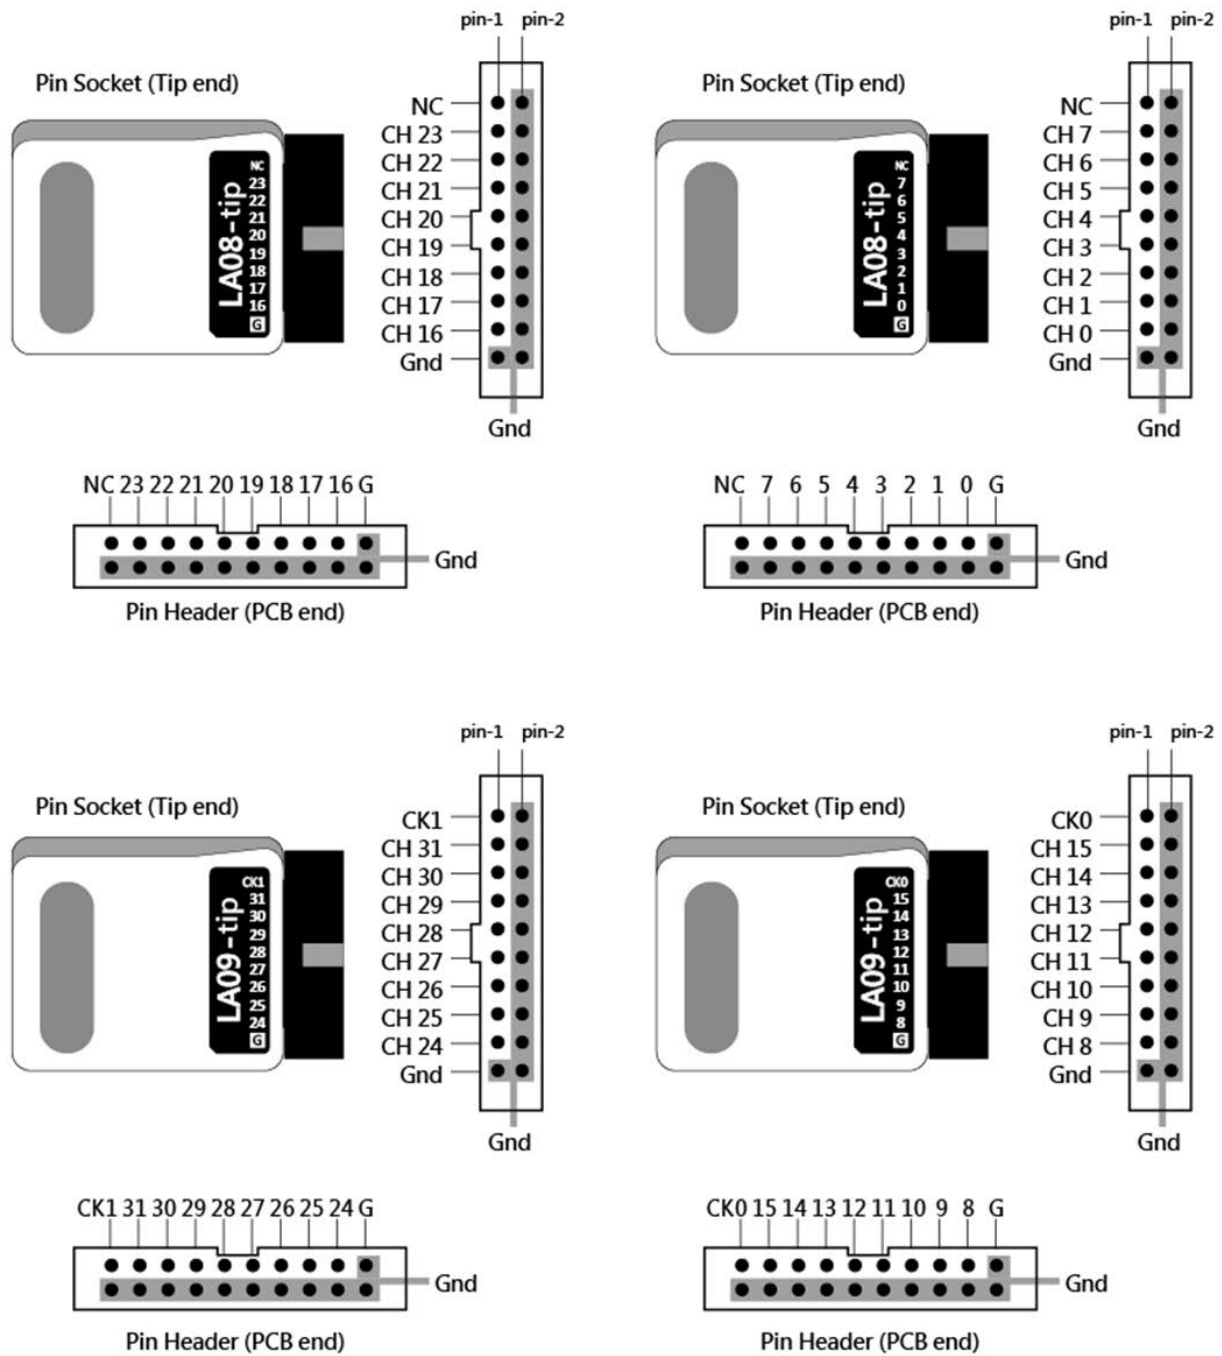 pin-1 pin-2
Pin Socket (Tip end)
NC
23
22
21
20
19
18
17
16
G
LA08-tip
NC
CH 23
CH 22
CH 21
CH 20
CH 19
CH 18
CH 17
CH 16
Gnd
Gnd
NC 23 22 21 20 19 18 17 16 G
Gnd
Pin Header (PCB end)
pin-1 pin-2
Pin Socket (Tip end)
NC
7
6
5
4
3
2
1
0
G
LA08-tip
NC
CH 7
CH 6
CH 5
CH 4
CH 3
CH 2
CH 1
CH 0
Gnd
Gnd
NC 7 6 5 4 3 2 1 0 G
Gnd
Pin Header (PCB end)
pin-1 pin-2
Pin Socket (Tip end)
CK1
31
30
29
28
27
26
25
24
G
LA09-tip
CK1
CH 31
CH 30
CH 29
CH 28
CH 27
CH 26
CH 25
CH 24
Gnd
Gnd
CK1 31 30 29 28 27 26 25 24 G
Gnd
Pin Header (PCB end)
pin-1 pin-2
Pin Socket (Tip end)
CK0
15
14
13
12
11
10
9
8
G
LA09-tip
CK0
CH 15
CH 14
CH 13
CH 12
CH 11
CH 10
CH 9
CH 8
Gnd
Gnd
CK0 15 14 13 12 11 10 9 8 G
Gnd
Pin Header (PCB end)